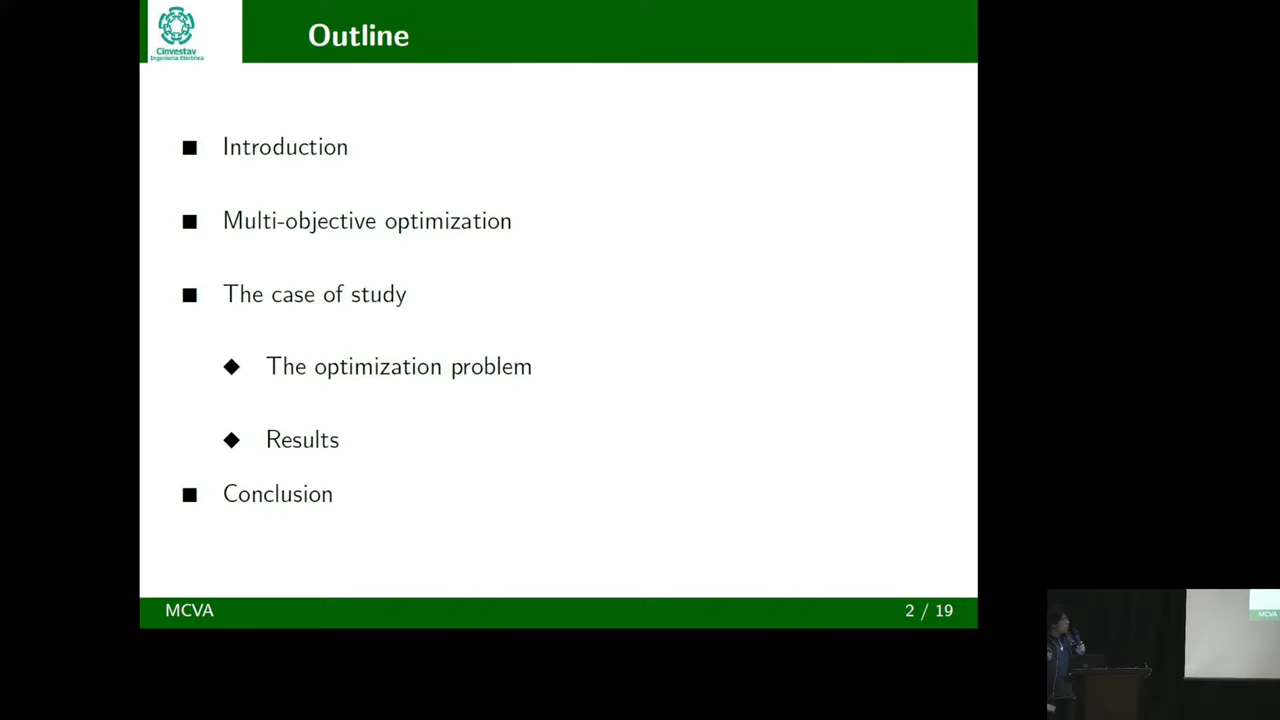 Cinvestav
Ingeniería Eléctrica
Outline
Introduction
Multi-objective optimization
The case of study
The optimization problem
Results
Conclusion
MCVA
2 / 19
MCVA